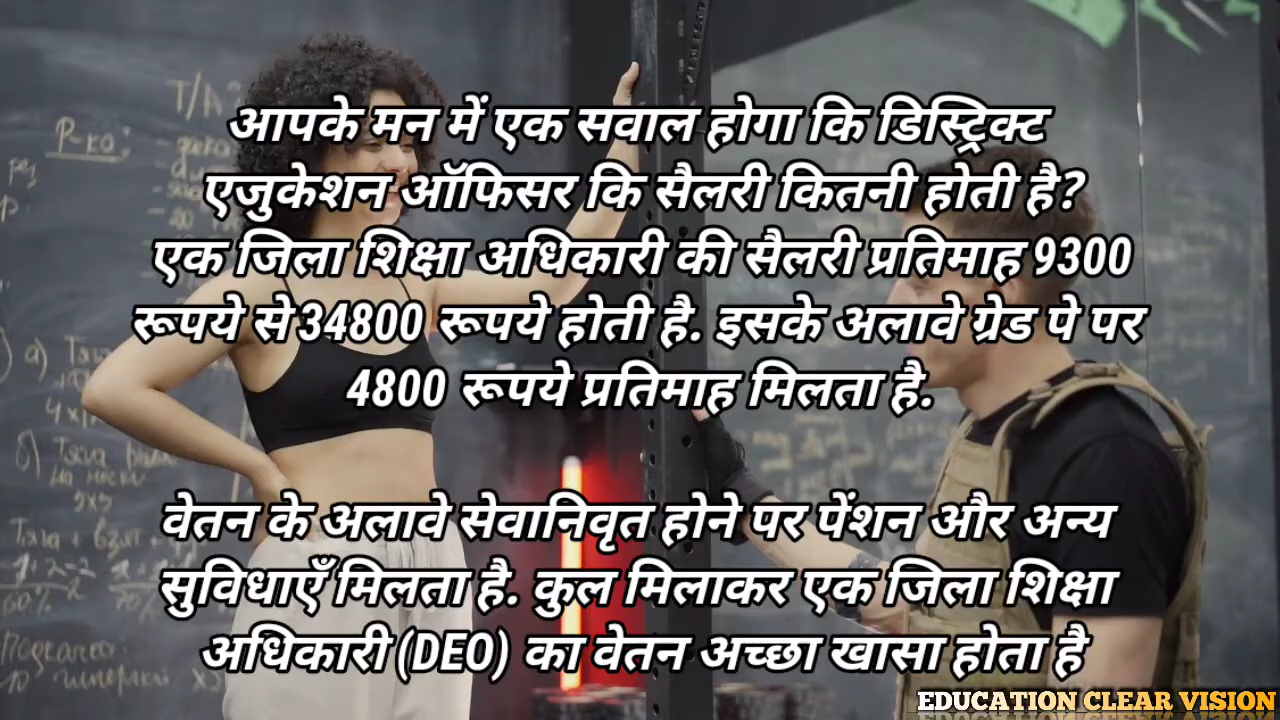 आपके मन में एक सवाल होगा कि डिस्ट्रिक्ट
एजुकेशन ऑफिसर कि सैलरी कितनी होती है?
एक जिला शिक्षा अधिकारी की सैलरी प्रतिमाह 9300
रूपये से 34800 रूपये होती है. इसके अलावे ग्रेड पे पर
4800 रूपये प्रतिमाह मिलता है.
वेतन के अलावे सेवानिवृत होने पर पेंशन और अन्य
सुविधाएँ मिलता है. कुल मिलाकर एक जिला शिक्षा
अधिकारी (DEO) का वेतन अच्छा खासा होता है
EDUCATION CLEAR VISION